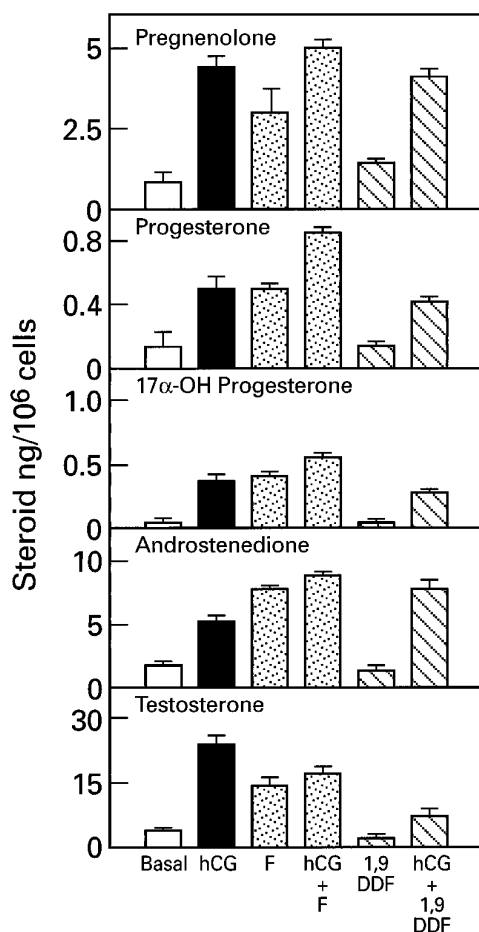 Steroid ng/10⁶ cells
Pregnenolone
5
2.5
0
Progesterone
0.8
0.4
0
17α-OH Progesterone
1.0
0.5
0
Androstenedione
10
5
0
Testosterone
30
15
0
Basal
hCG
F
hCG
+
F
1,9
DDF
hCG
+
1,9
DDF